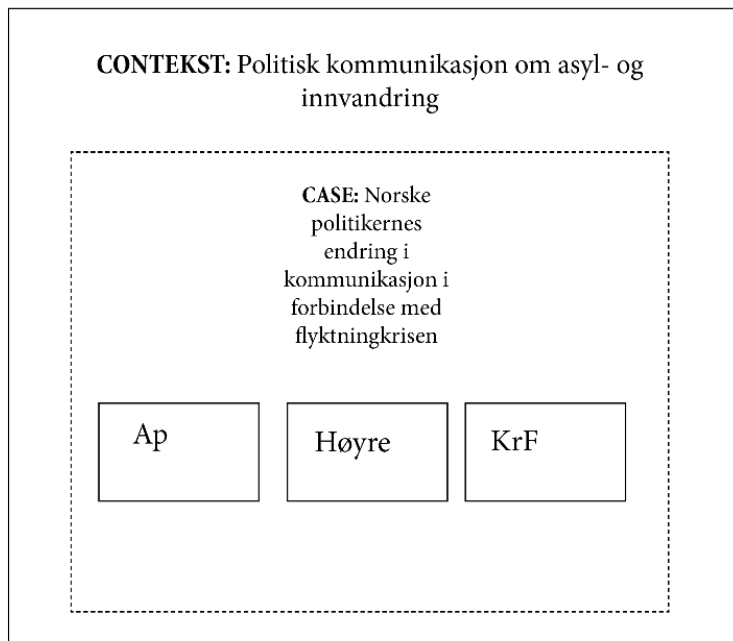 CONTEKST: Politisk kommunikasjon om asyl- og
innvandring
CASE: Norske
politikernes
endring i
kommunikasjon i
forbindelse med
flyktningkrisen
Ap
Høyre
KrF